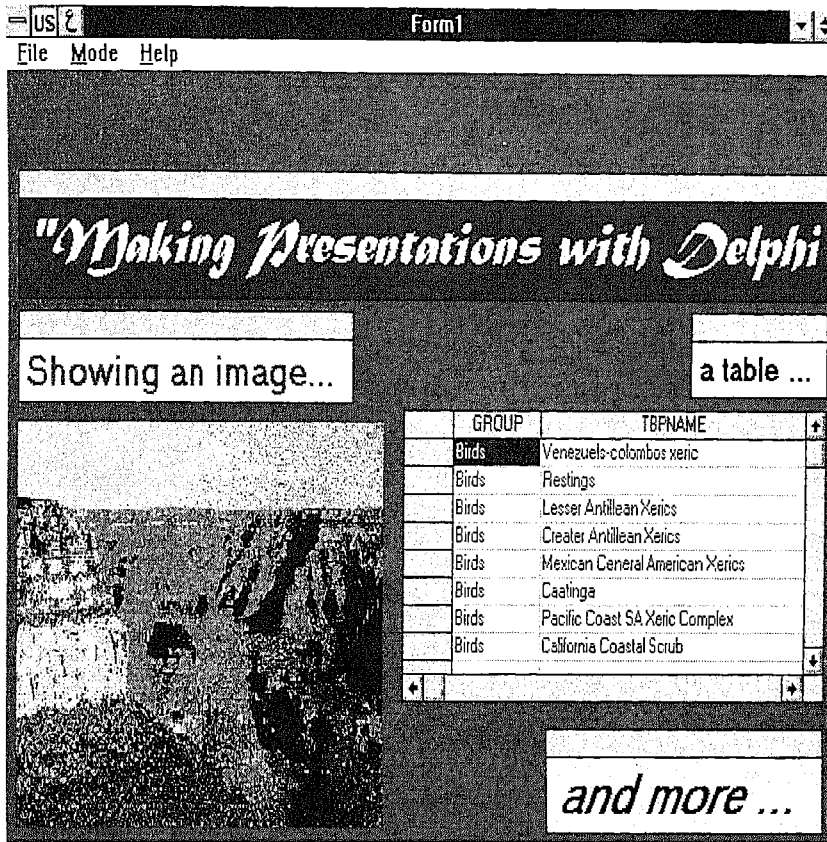 US ع Form1
File Mode Help
"Making Presentations with Delphi
Showing an image...
a table ...
GROUP TBPNAME
Birds Venezuels-colombos xeric
Birds Restings
Birds Lesser Antillean Xerics
Birds Creater Antillean Xerics
Birds Mexican Ceneral American Xerics
Birds Caatinga
Birds Pacific Coast SA Xeric Complex
Birds California Coastal Scrub
and more ...